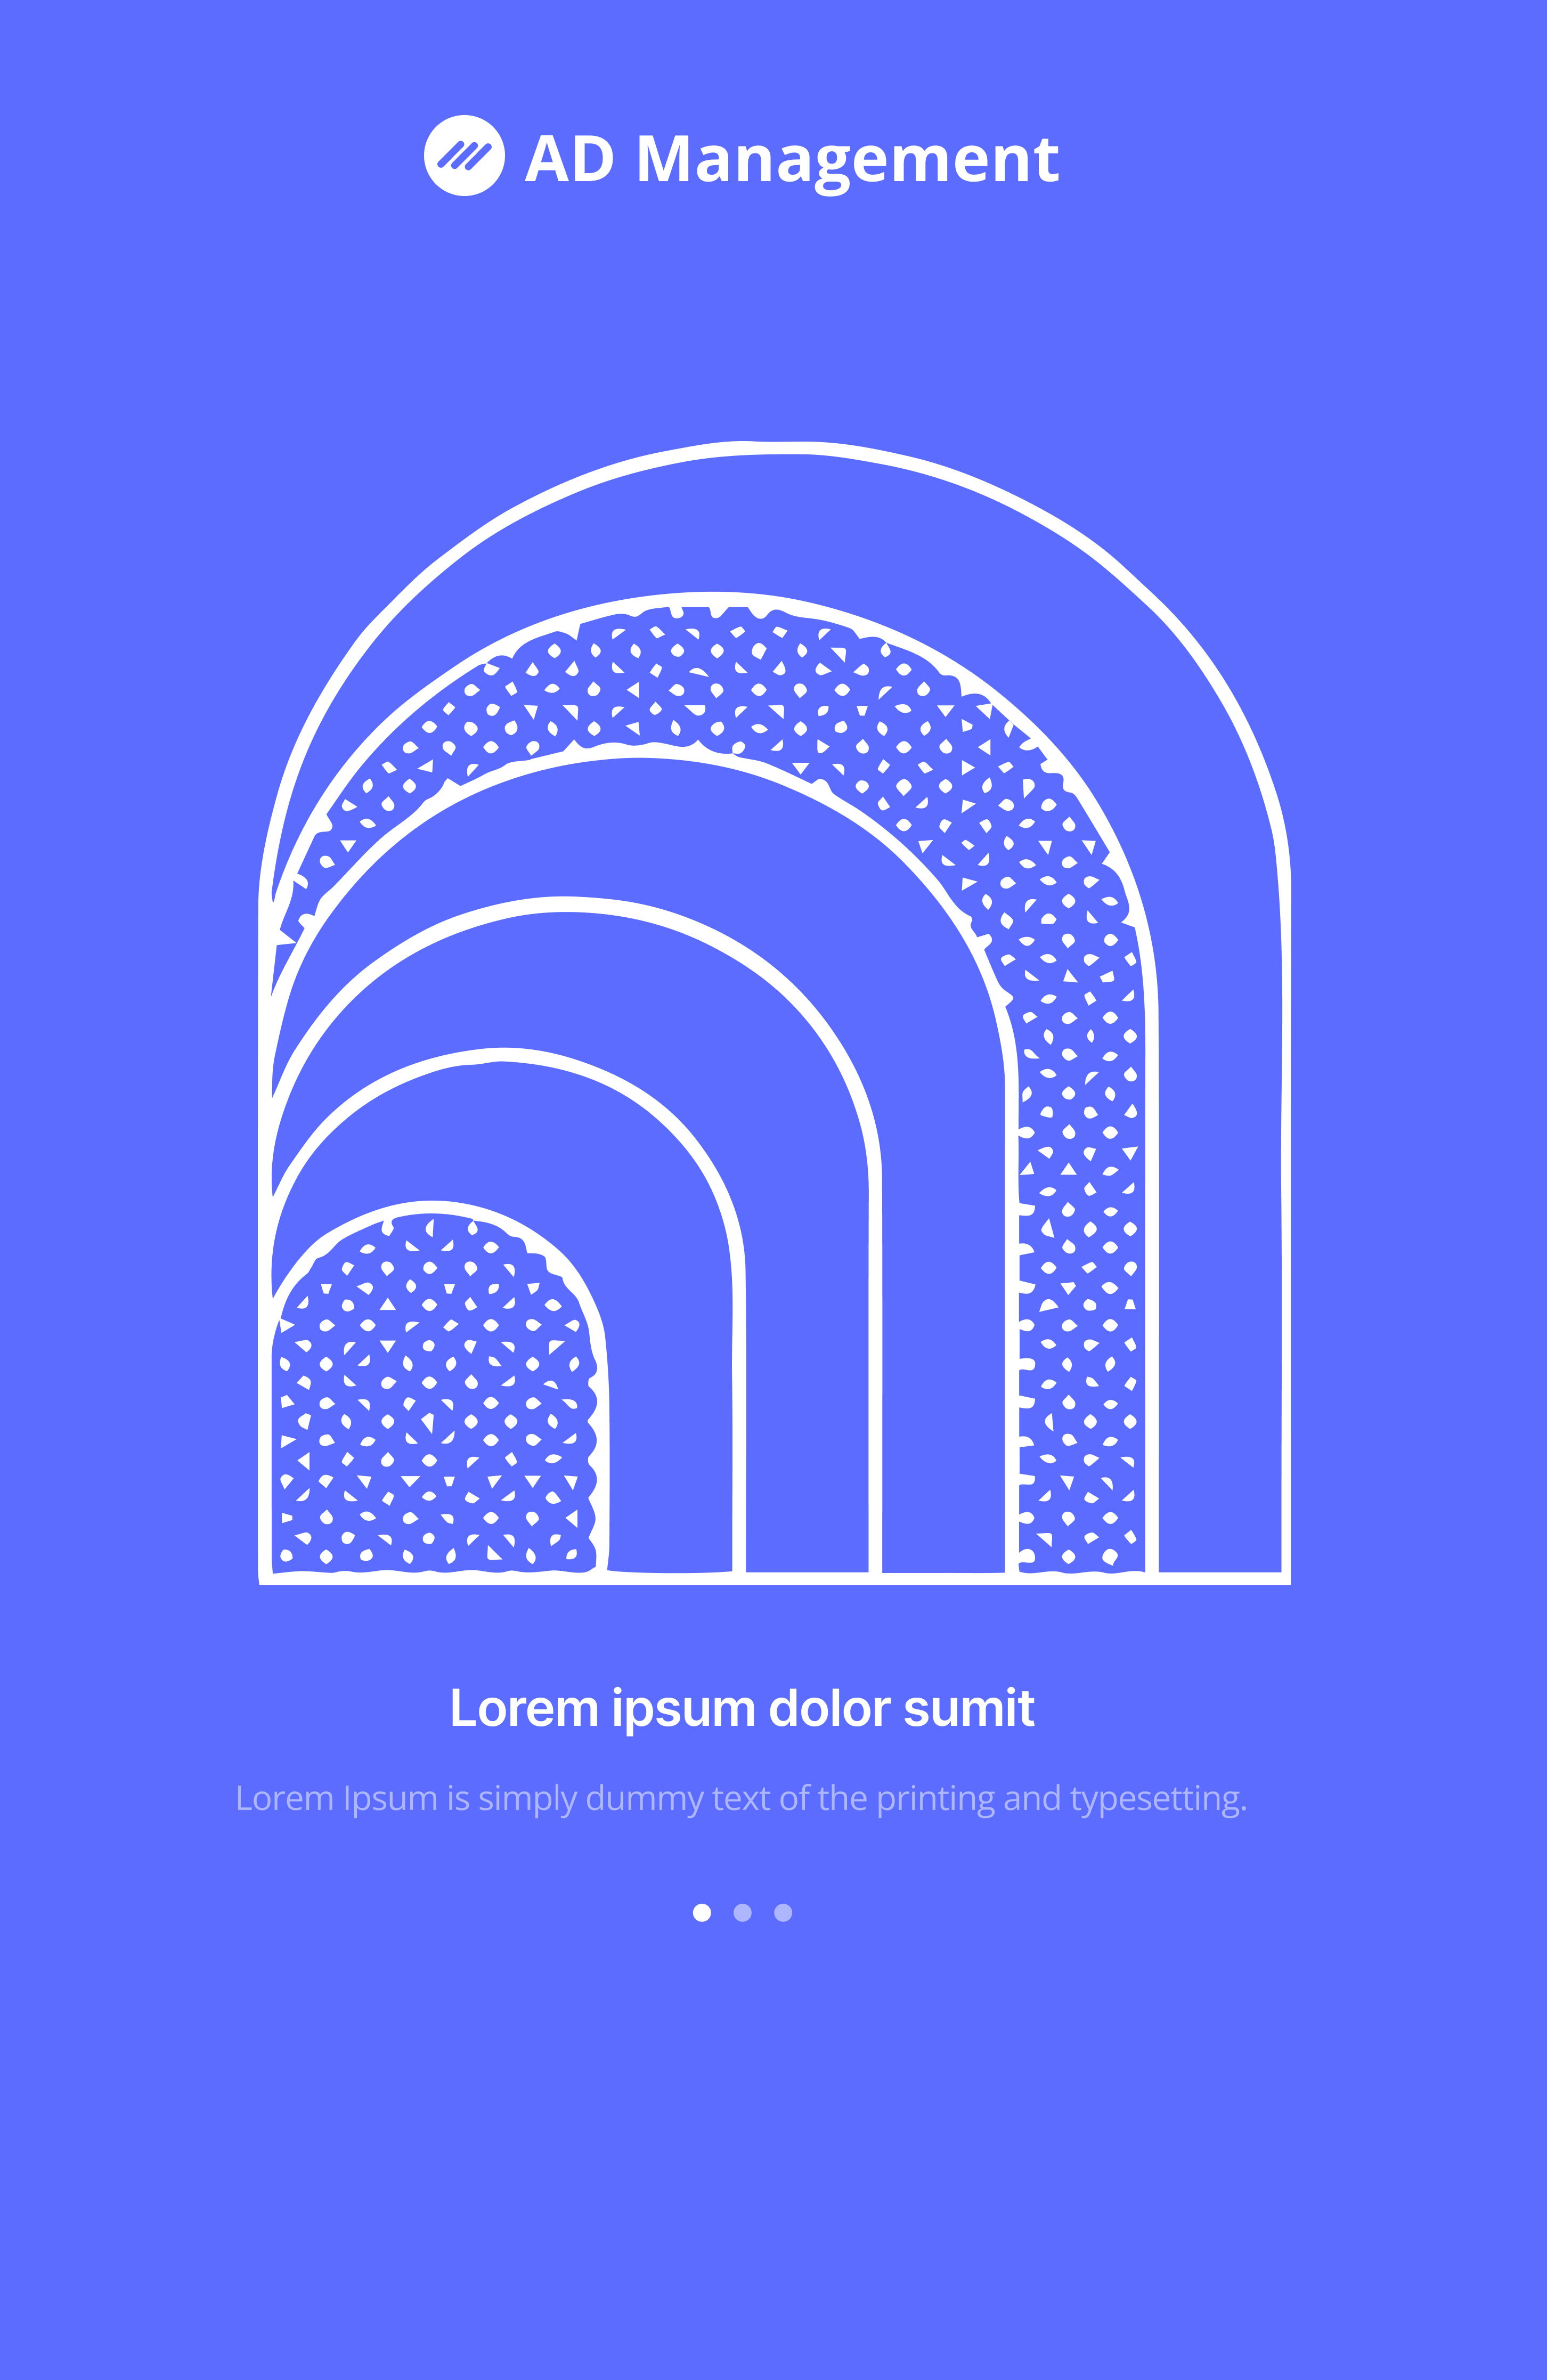 AD Management
Lorem ipsum dolor sumit
Lorem Ipsum is simply dummy text of the printing and typesetting.